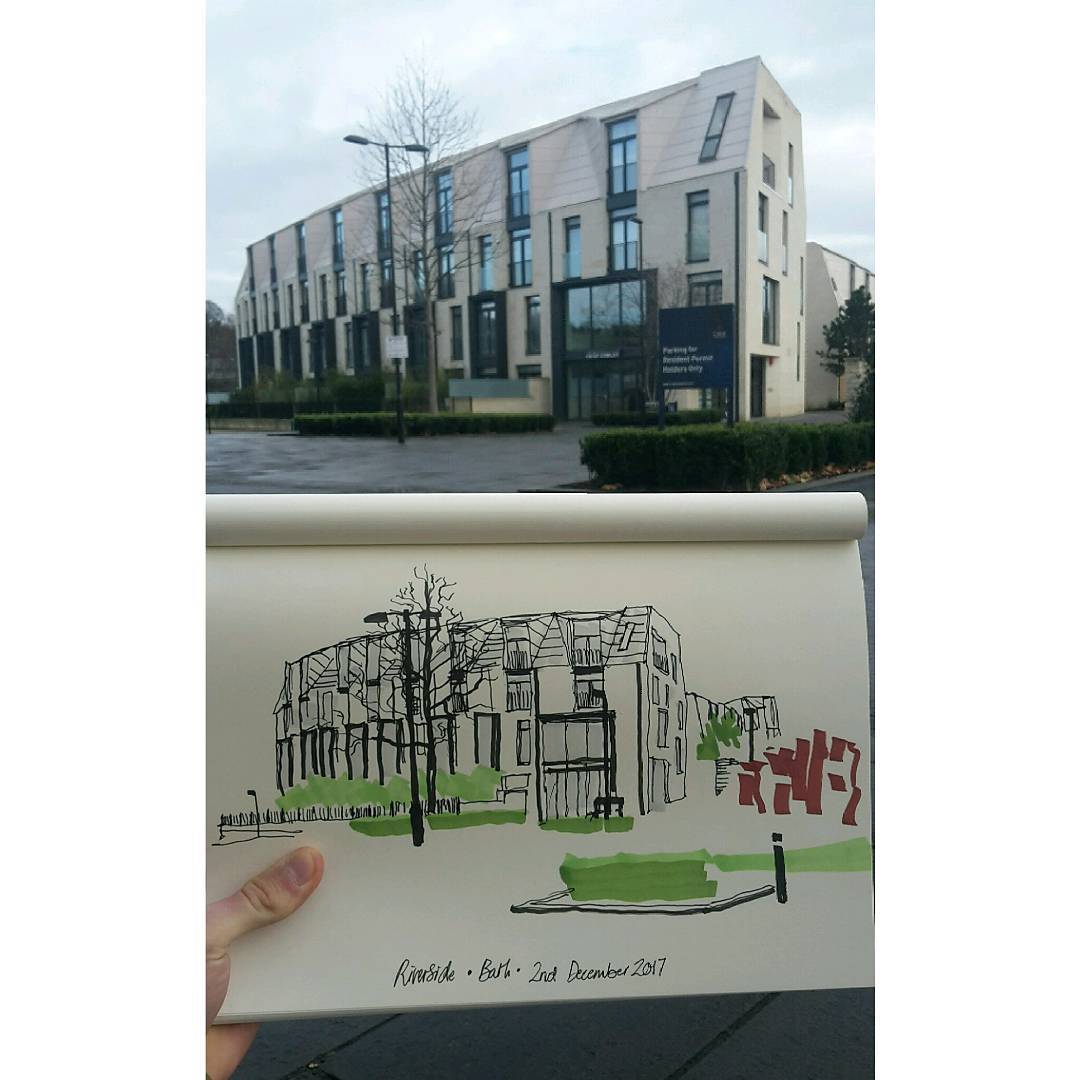 Parking for
Resident Permit
Holders Only
Riverside • Bath • 2nd December 2017